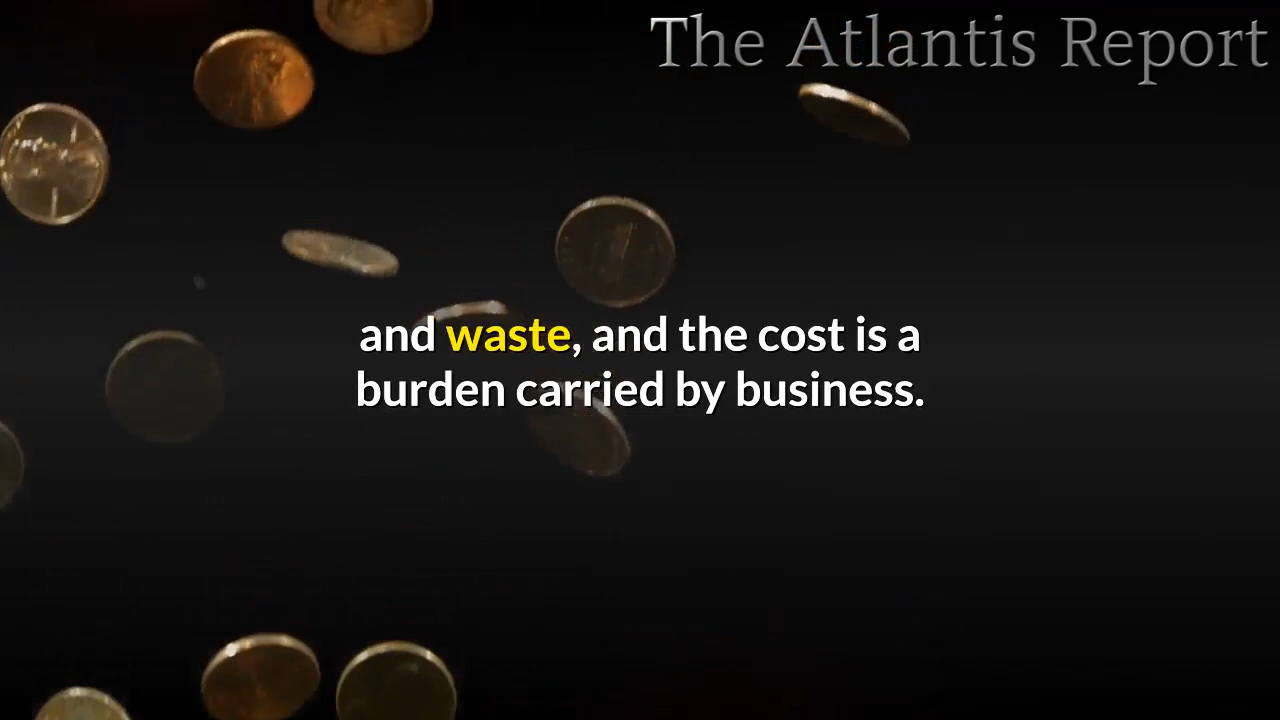 The Atlantis Report
and waste, and the cost is a
burden carried by business.